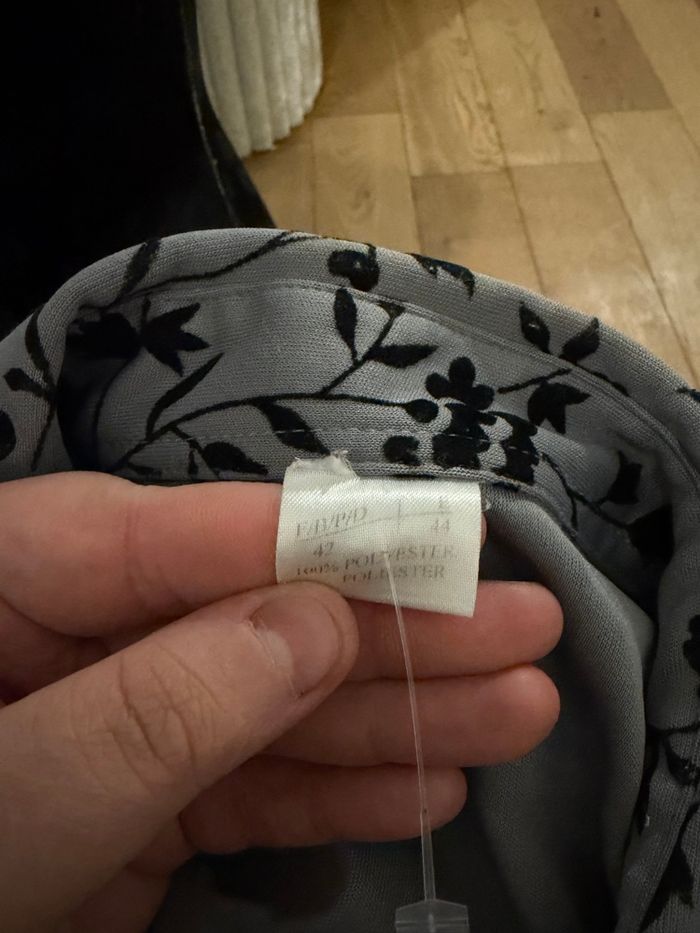 F/B/P/D E
42 44
100% POLYESTER
POLIESTER